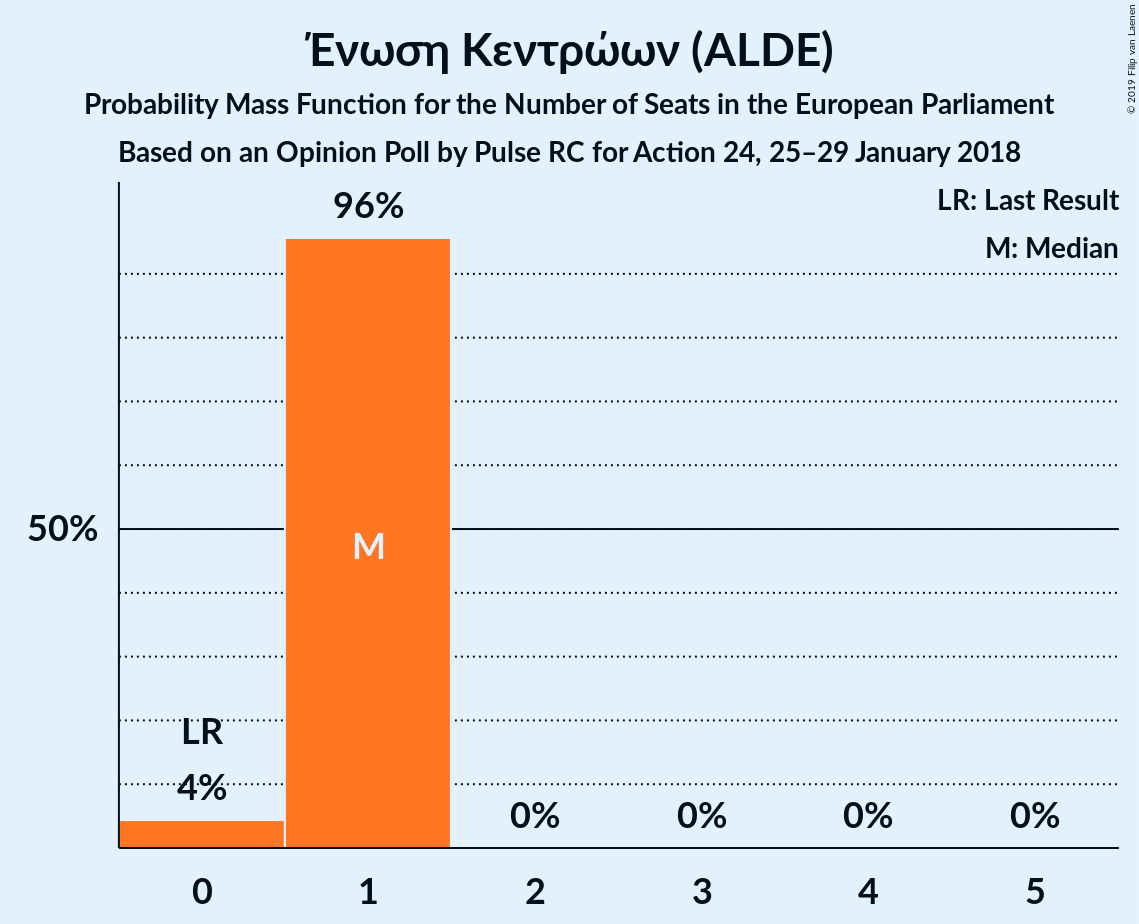 Ένωση Κεντρώων (ALDE)
Probability Mass Function for the Number of Seats in the European Parliament
Based on an Opinion Poll by Pulse RC for Action 24, 25–29 January 2018
© 2019 Filip van Laenen
LR: Last Result
M: Median
96%
50%
M
LR
4%
0%
0%
0%
0%
0
1
2
3
4
5